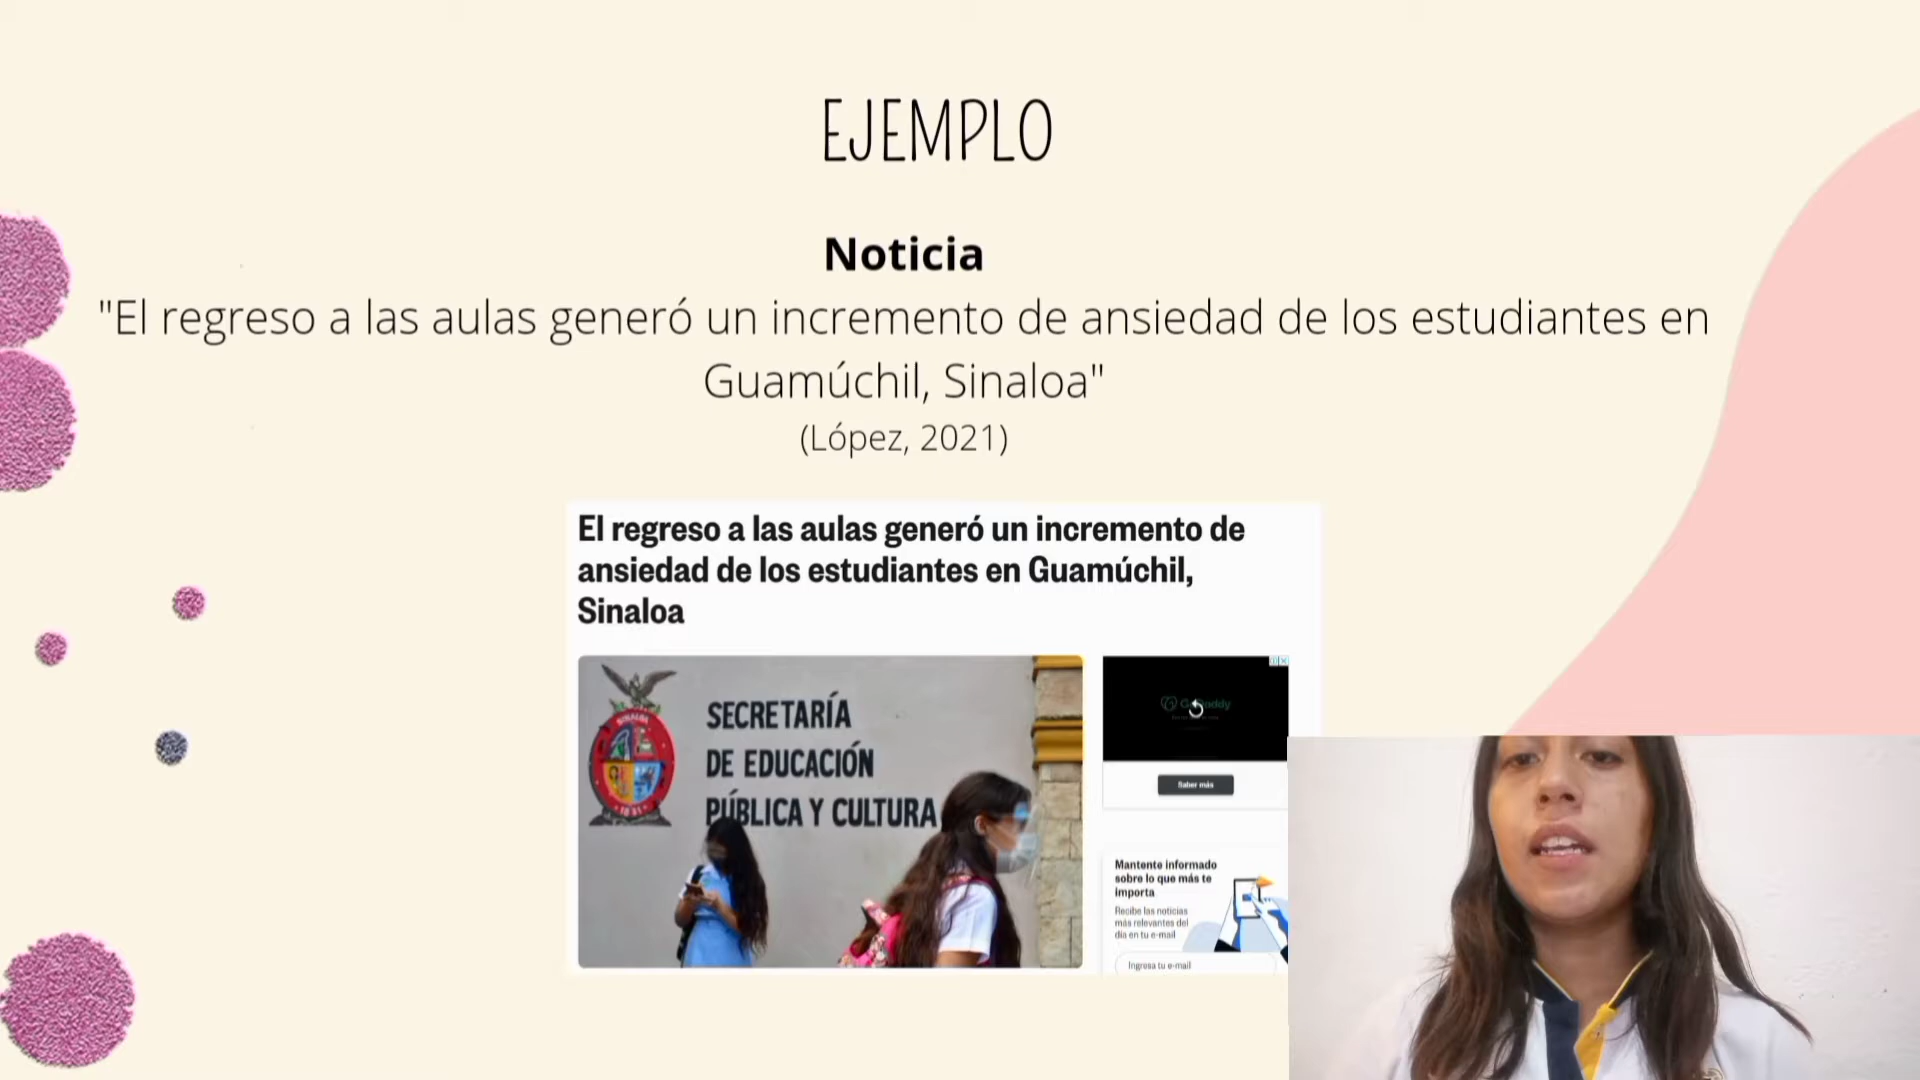 EJEMPLO
Noticia
"El regreso a las aulas generó un incremento de ansiedad de los estudiantes en
Guamúchil, Sinaloa"
(López, 2021)
El regreso a las aulas generó un incremento de
ansiedad de los estudiantes en Guamúchil,
Sinaloa
SECRETARÍA
DE EDUCACIÓN
PÚBLICA Y CULTURA
SINALOA
1831
Saber más
Mantente informado
sobre lo que más te
importa
Recibe las noticias
más relevantes del
día en tu e-mail
Ingresa tu e-mail